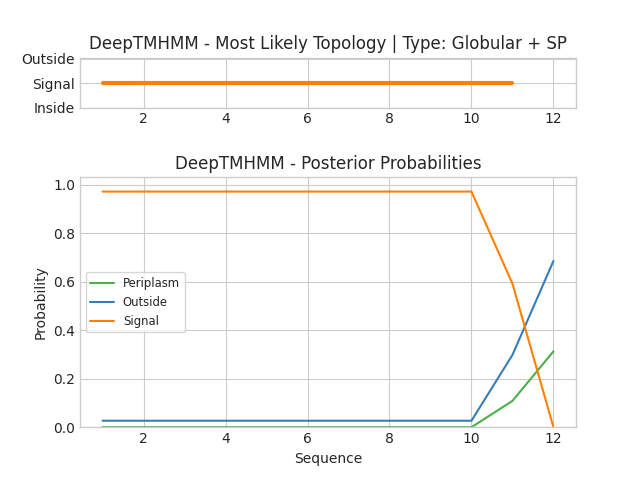 DeepTMHMM - Most Likely Topology | Type: Globular + SP
Outside
Signal
Inside
2 4 6 8 10 12
DeepTMHMM - Posterior Probabilities
1.0
0.8
0.6
0.4
0.2
0.0
Probability
Periplasm
Outside
Signal
2 4 6 8 10 12
Sequence